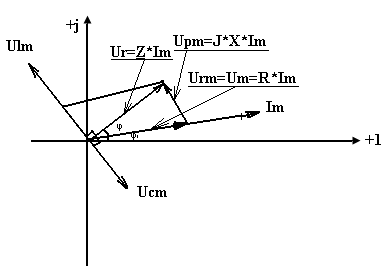 +j
Ulm
Ur=Z*Im
Upm=J*X*Im
Urm=Um=R*Im
Im
φ
φ
+1
Ucm